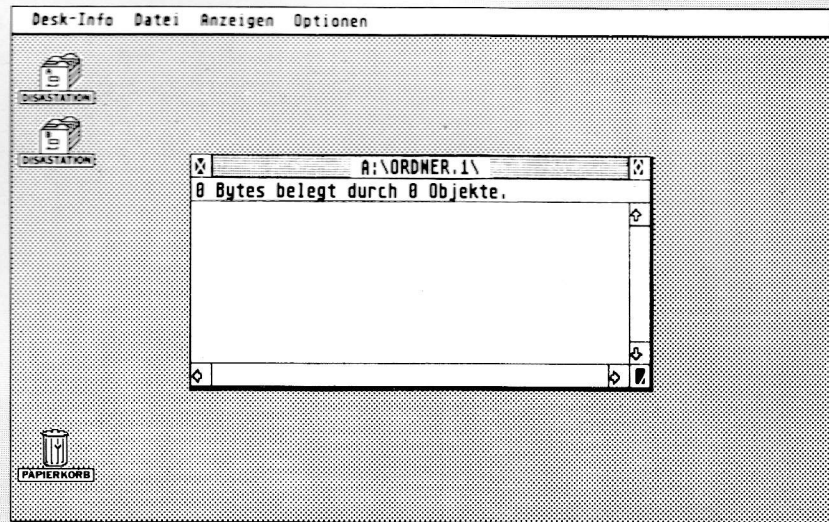 Desk-Info Datei Anzeigen Optionen
A
DISKSTATION
B
DISKSTATION
A:\ORDNER.1\
0 Bytes belegt durch 0 Objekte.
PAPIERKORB